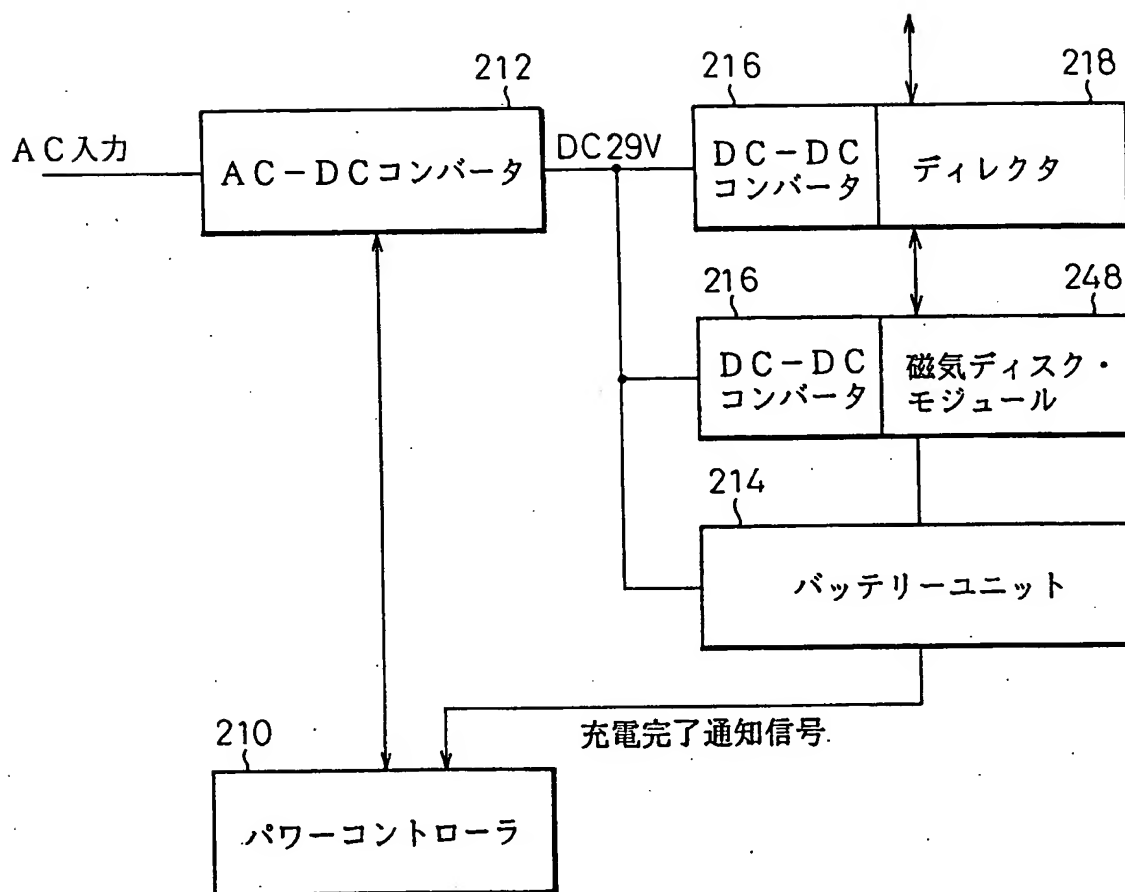 212
216
218
AC入力
AC-DCコンバータ
DC29V
DC-DC
コンバータ
ディレクタ
216
248
DC-DC
コンバータ
磁気ディスク・
モジュール
214
バッテリーユニット
充電完了通知信号
210
パワーコントローラ